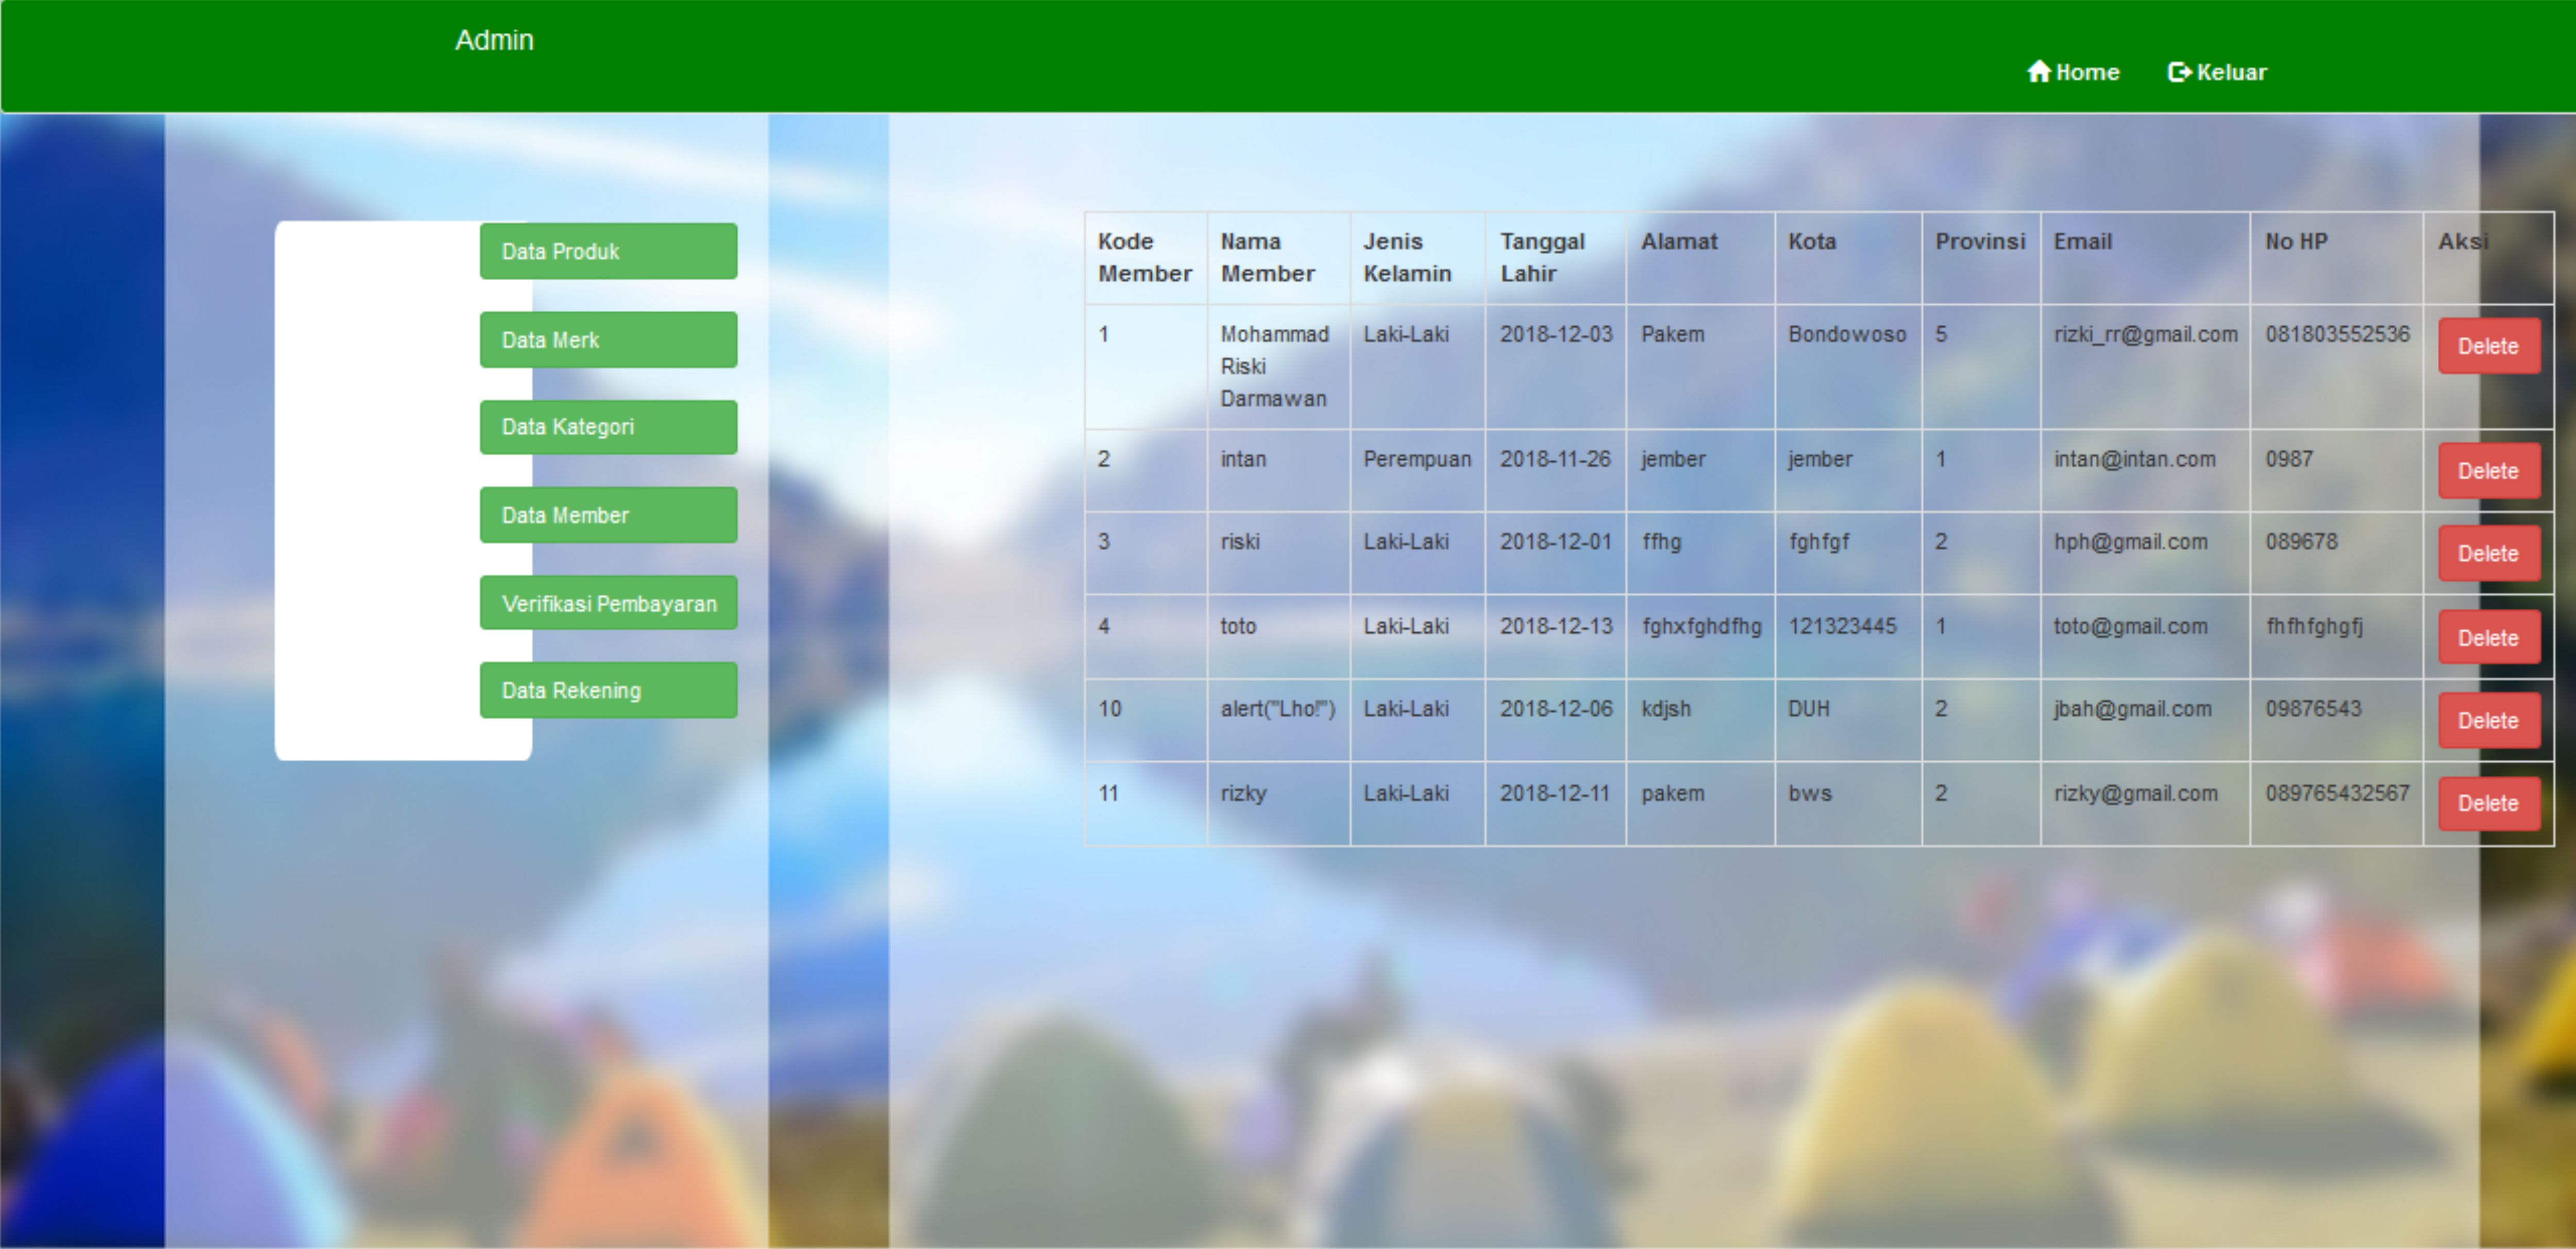 Admin
Home Keluar
Data Produk
Data Merk
Data Kategori
Data Member
Verifikasi Pembayaran
Data Rekening
Kode Member Nama Member Jenis Kelamin Tanggal Lahir Alamat Kota Provinsi Email No HP Aksi
1 Mohammad Riski Darmawan Laki-Laki 2018-12-03 Pakem Bondowoso 5 rizki_rr@gmail.com 081803552536 Delete
2 intan Perempuan 2018-11-26 jember jember 1 intan@intan.com 0987 Delete
3 riski Laki-Laki 2018-12-01 ffhg fghfgf 2 hph@gmail.com 089678 Delete
4 toto Laki-Laki 2018-12-13 fghxfghdfhg 121323445 1 toto@gmail.com fhfhfghgfj Delete
10 alert("Lho!") Laki-Laki 2018-12-06 kdjsh DUH 2 jbah@gmail.com 09876543 Delete
11 rizky Laki-Laki 2018-12-11 pakem bws 2 rizky@gmail.com 089765432567 Delete